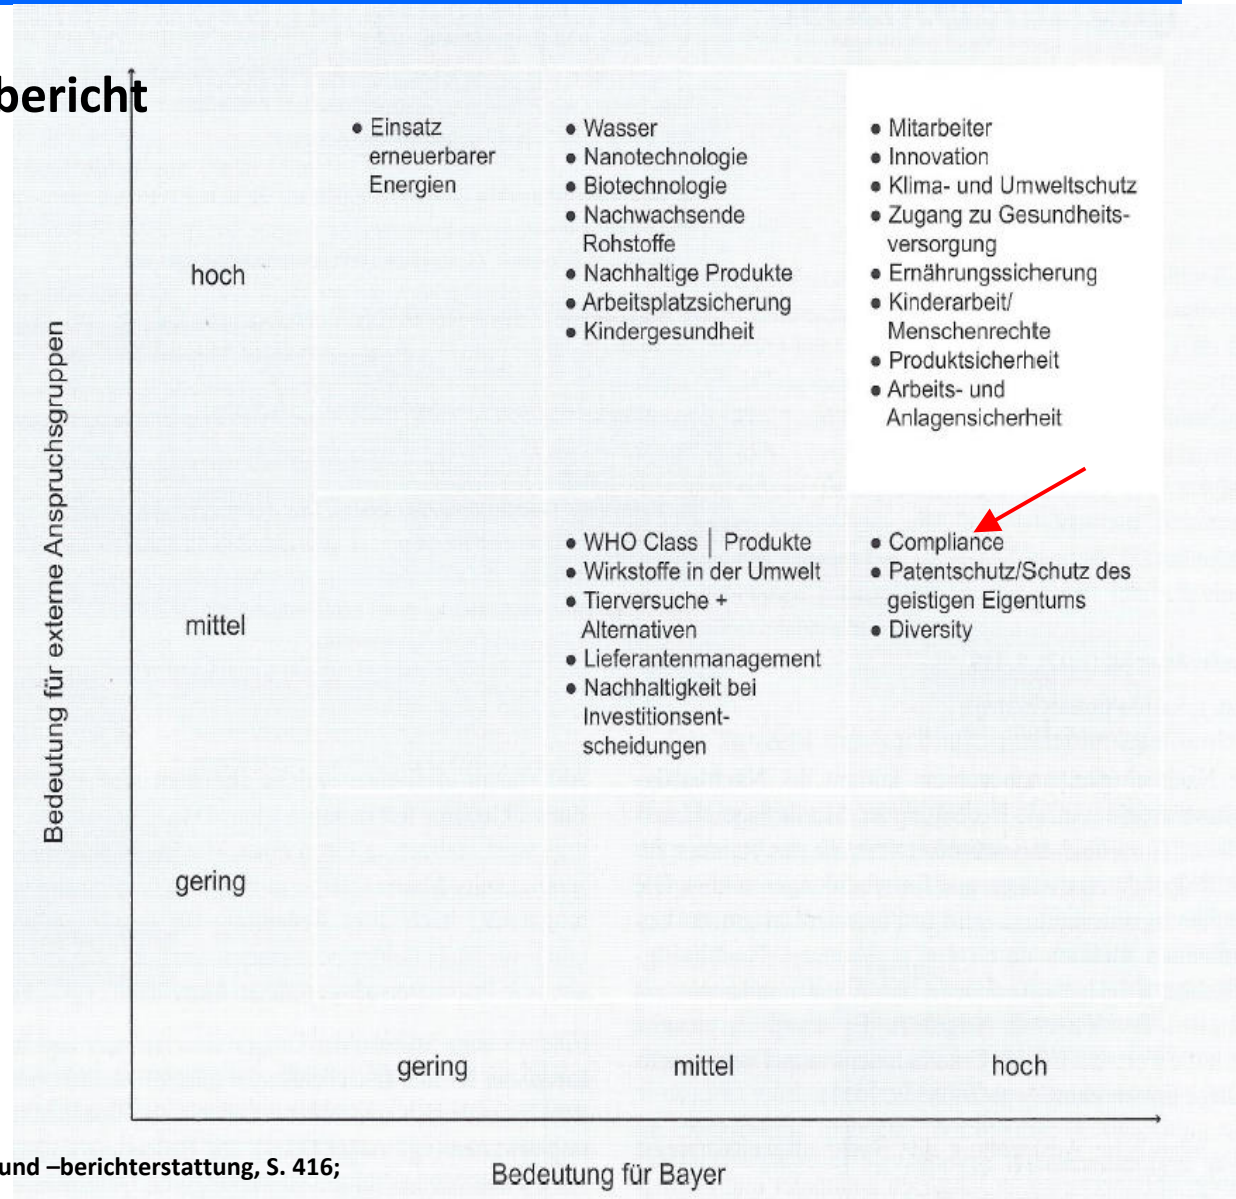 bericht
• Einsatz
erneuerbarer
Energien
• Wasser
• Nanotechnologie
• Biotechnologie
• Nachwachsende
Rohstoffe
• Nachhaltige Produkte
• Arbeitsplatzsicherung
• Kindergesundheit
• Mitarbeiter
• Innovation
• Klima- und Umweltschutz
• Zugang zu Gesundheits-
versorgung
• Ernährungssicherung
• Kinderarbeit/
Menschenrechte
• Produktsicherheit
• Arbeits- und
Anlagensicherheit
hoch
Bedeutung für externe Anspruchsgruppen
• WHO Class | Produkte
• Wirkstoffe in der Umwelt
• Tierversuche +
Alternativen
• Lieferantenmanagement
• Nachhaltigkeit bei
Investitionsent-
scheidungen
• Compliance
• Patentschutz/Schutz des
geistigen Eigentums
• Diversity
mittel
gering
gering mittel hoch
und –berichterstattung, S. 416;
Bedeutung für Bayer